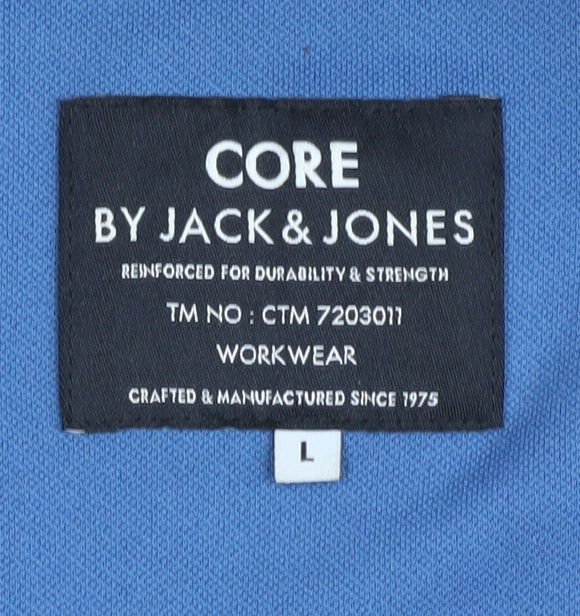 CORE
BY JACK & JONES
REINFORCED FOR DURABILITY & STRENGTH
TM NO : CTM 7203011
WORKWEAR
CRAFTED & MANUFACTURED SINCE 1975
L